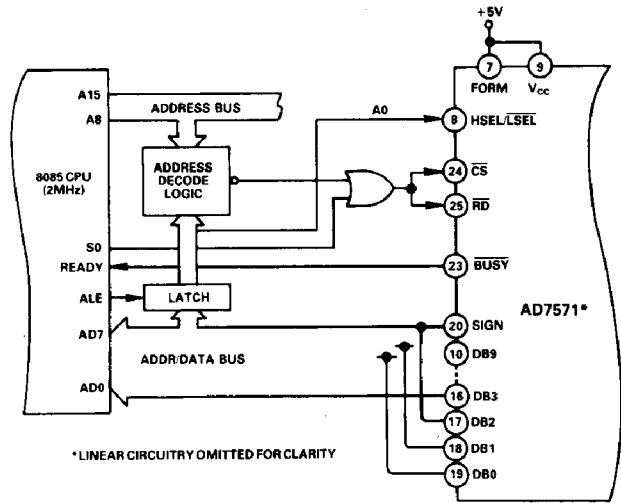 +5V
7
9
FORM
VCC
A15
ADDRESS BUS
A8
A0
8
HSEL/LSEL
8085 CPU
(2MHz)
ADDRESS
DECODE
LOGIC
24
CS
25
RD
S0
READY
23
BUSY
ALE
LATCH
AD7571*
AD7
20
SIGN
ADDR/DATA BUS
10
DB9
AD0
16
DB3
17
DB2
18
DB1
19
DB0
*LINEAR CIRCUITRY OMITTED FOR CLARITY